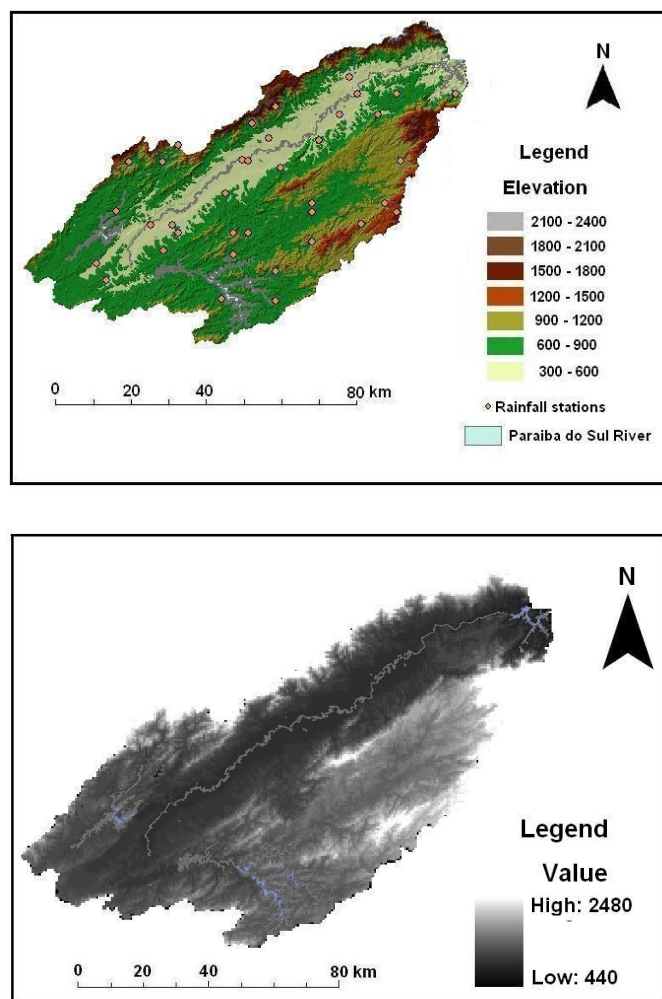 N
Legend
Elevation
2100 - 2400
1800 - 2100
1500 - 1800
1200 - 1500
900 - 1200
600 - 900
300 - 600
Rainfall stations
Paraiba do Sul River
0 40 80 km
N
Legend
Value
High: 2480
Low: 440
0 20 40 80 km